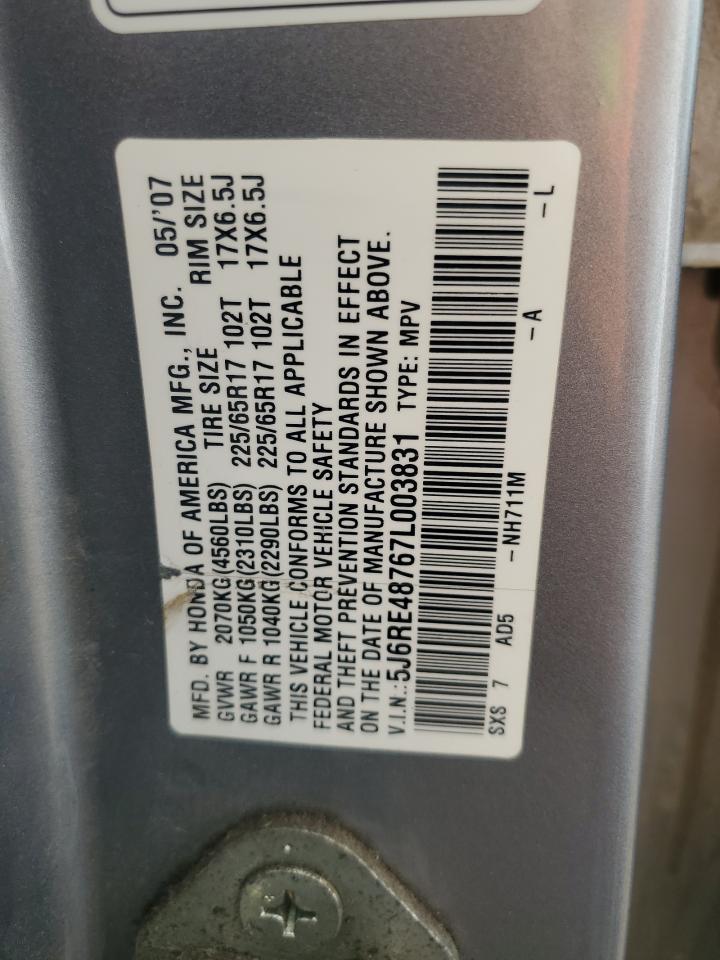 MFD. BY HONDA OF AMERICA MFG., INC. 05/'07
GVWR 2070KG(4560LBS) TIRE SIZE RIM SIZE
GAWR F 1050KG(2310LBS) 225/65R17 102T 17X6.5J
GAWR R 1040KG(2290LBS) 225/65R17 102T 17X6.5J
THIS VEHICLE CONFORMS TO ALL APPLICABLE
FEDERAL MOTOR VEHICLE SAFETY
AND THEFT PREVENTION STANDARDS IN EFFECT
ON THE DATE OF MANUFACTURE SHOWN ABOVE.
V.I.N.:5J6RE48767L003831 TYPE: MPV
SXS 7 AD5 -NH711M -A -L